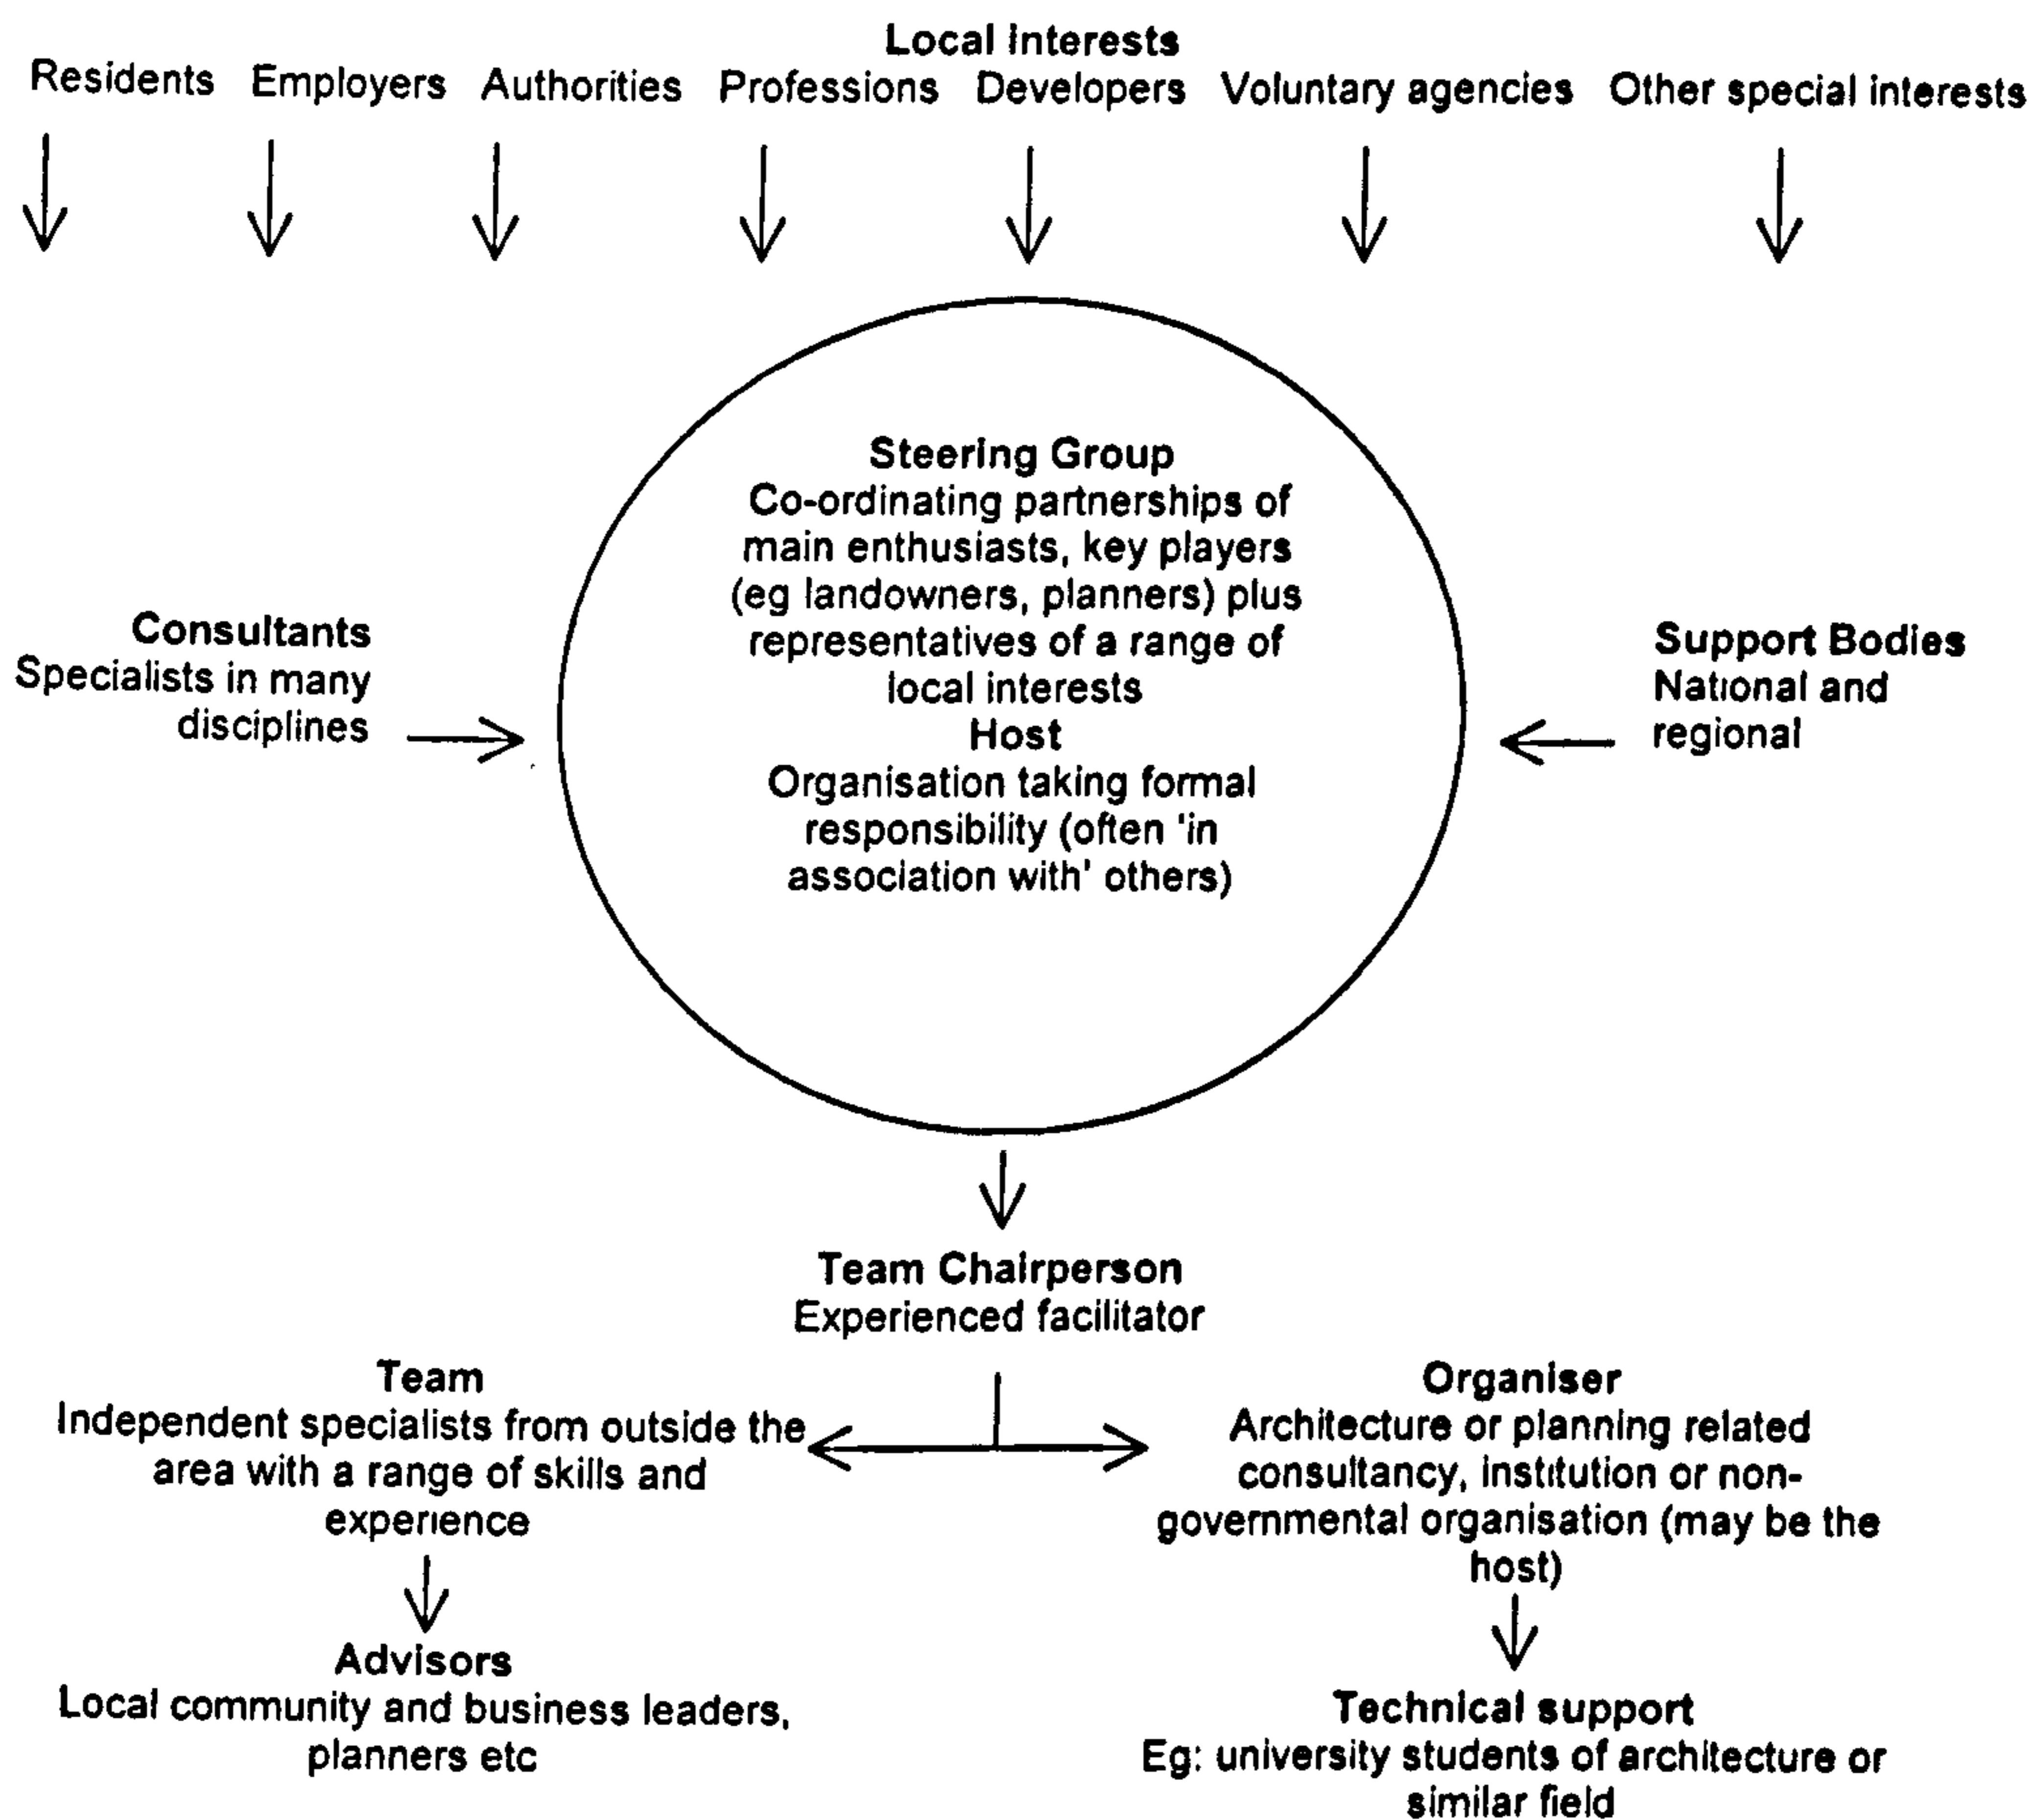 Local Interests
Residents Employers Authorities Professions Developers Voluntary agencies Other special interests
Steering Group
Co-ordinating partnerships of
main enthusiasts, key players
(eg landowners, planners) plus
representatives of a range of
local interests
Host
Organisation taking formal
responsibility (often 'in
association with' others)
Consultants
Specialists in many
disciplines
Support Bodies
National and
regional
Team Chairperson
Experienced facilitator
Team
Independent specialists from outside the
area with a range of skills and
experience
Organiser
Architecture or planning related
consultancy, institution or non-
governmental organisation (may be the
host)
Advisors
Local community and business leaders,
planners etc
Technical support
Eg: university students of architecture or
similar field